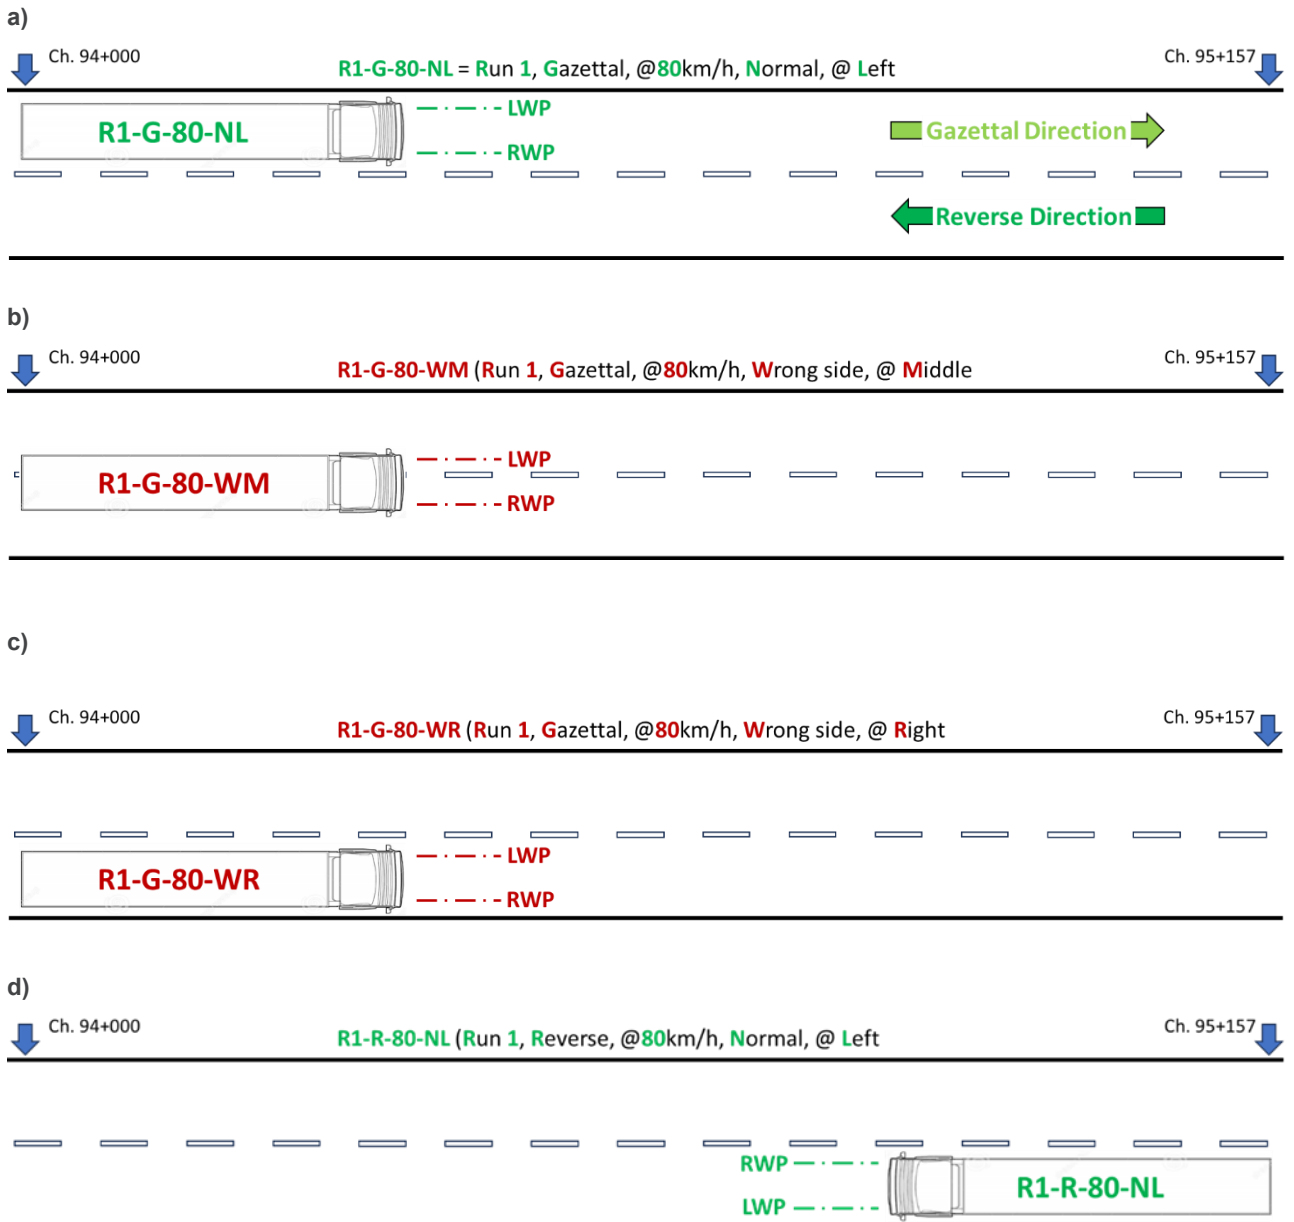 a)
Ch. 94+000
R1-G-80-NL = Run 1, Gazettal, @80km/h, Normal, @ Left
Ch. 95+157
R1-G-80-NL
LWP
RWP
Gazettal Direction
Reverse Direction
b)
Ch. 94+000
R1-G-80-WM (Run 1, Gazettal, @80km/h, Wrong side, @ Middle
Ch. 95+157
R1-G-80-WM
LWP
RWP
c)
Ch. 94+000
R1-G-80-WR (Run 1, Gazettal, @80km/h, Wrong side, @ Right
Ch. 95+157
R1-G-80-WR
LWP
RWP
d)
Ch. 94+000
R1-R-80-NL (Run 1, Reverse, @80km/h, Normal, @ Left
Ch. 95+157
RWP
LWP
R1-R-80-NL